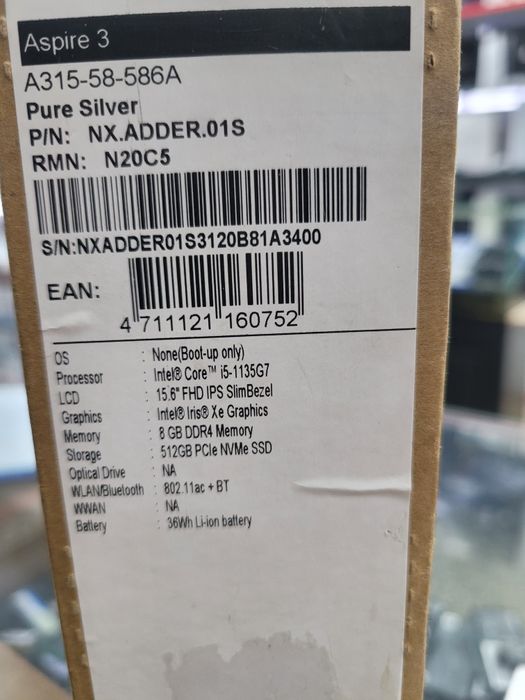 Aspire 3
A315-58-586A
Pure Silver
P/N: NX.ADDER.01S
RMN: N20C5
S/N:NXADDER01S3120B81A3400
EAN:
4 711121 160752
OS : None(Boot-up only)
Processor : Intel® Core™ i5-1135G7
LCD : 15.6" FHD IPS SlimBezel
Graphics : Intel® Iris® Xe Graphics
Memory : 8 GB DDR4 Memory
Storage : 512GB PCIe NVMe SSD
Optical Drive : NA
WLAN/Bluetooth : 802.11ac + BT
WWAN : NA
Battery : 36Wh Li-ion battery